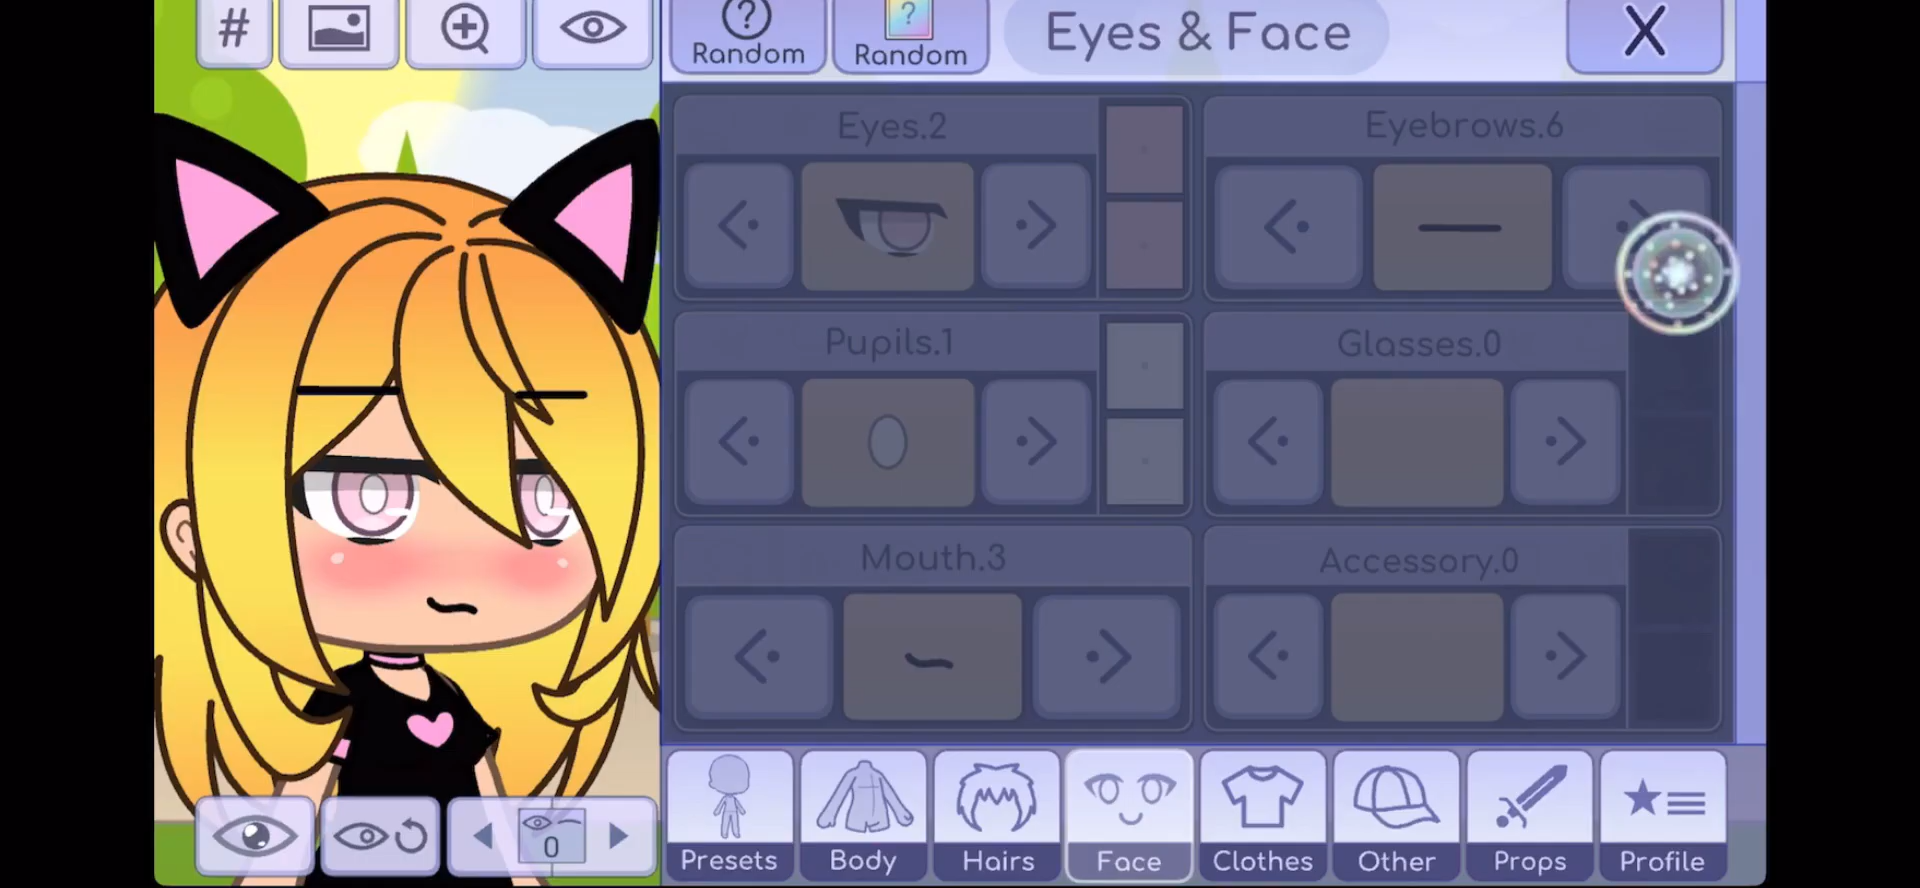 #
?
Random
?
Random
Eyes & Face
X
Eyes.2
Eyebrows.6
Pupils.1
Glasses.0
Mouth.3
Accessory.0
0
Presets
Body
Hairs
Face
Clothes
Other
Props
Profile